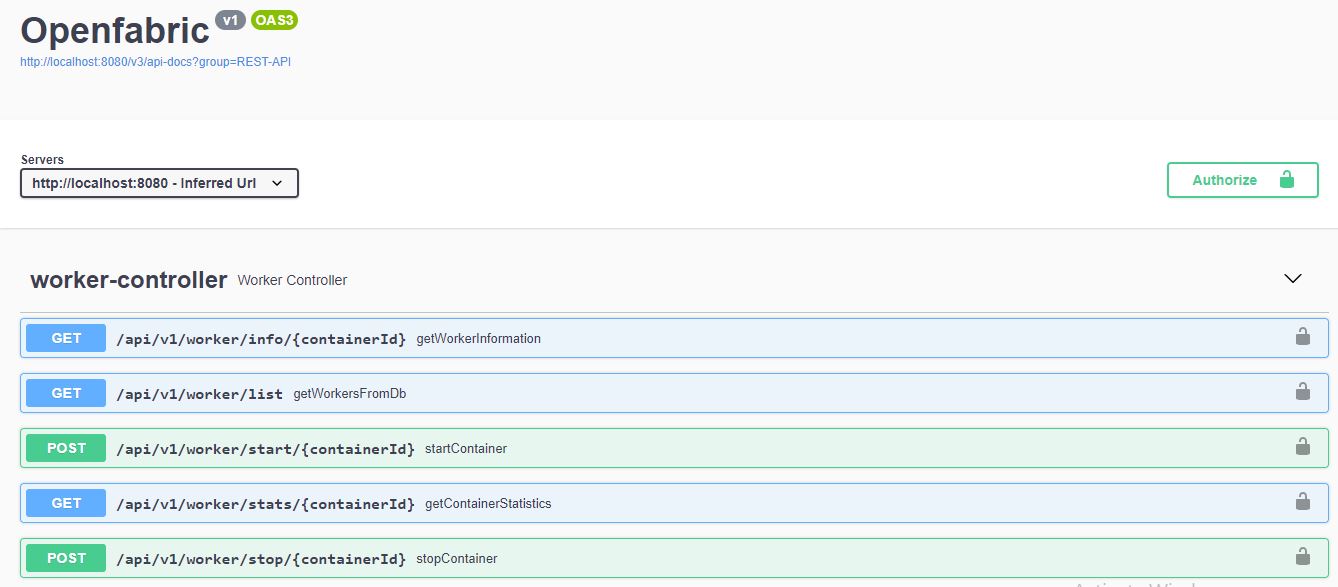 Openfabric v1 OAS3
http://localhost:8080/v3/api-docs?group=REST-API
Servers
http://localhost:8080 - Inferred Url
Authorize
worker-controller Worker Controller
GET /api/v1/worker/info/{containerId} getWorkerInformation
GET /api/v1/worker/list getWorkersFromDb
POST /api/v1/worker/start/{containerId} startContainer
GET /api/v1/worker/stats/{containerId} getContainerStatistics
POST /api/v1/worker/stop/{containerId} stopContainer